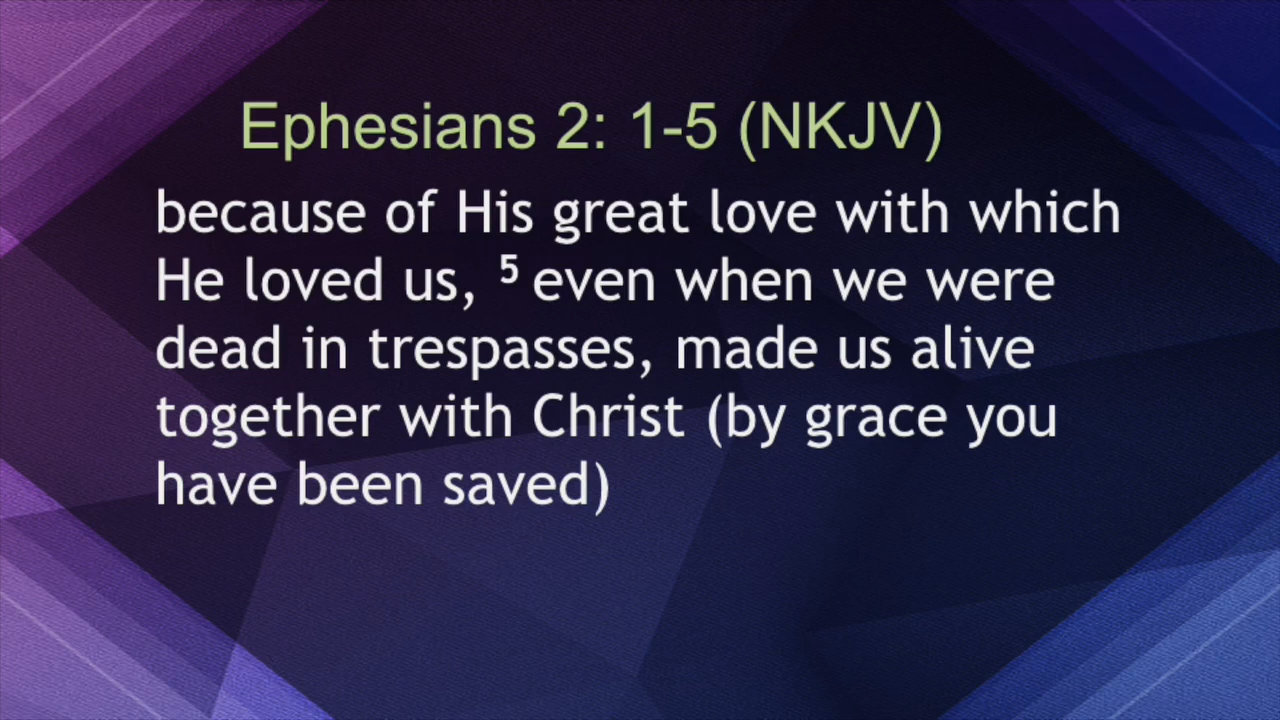 Ephesians 2: 1-5 (NKJV)
because of His great love with which
He loved us, ⁵ even when we were
dead in trespasses, made us alive
together with Christ (by grace you
have been saved)